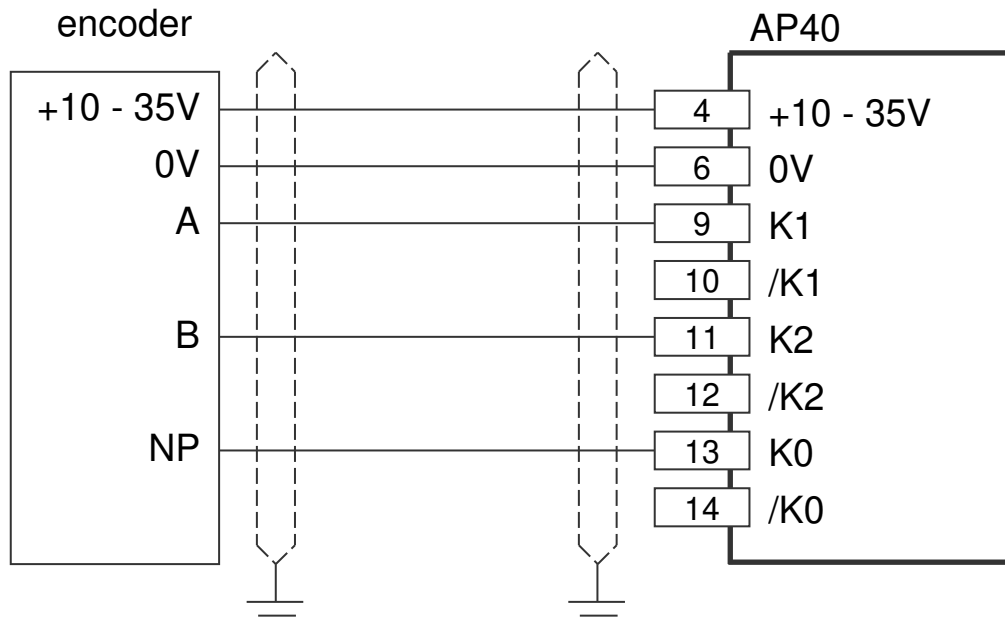 encoder
AP40
+10 - 35V
4
+10 - 35V
0V
6
0V
A
9
K1
10
/K1
B
11
K2
12
/K2
NP
13
K0
14
/K0